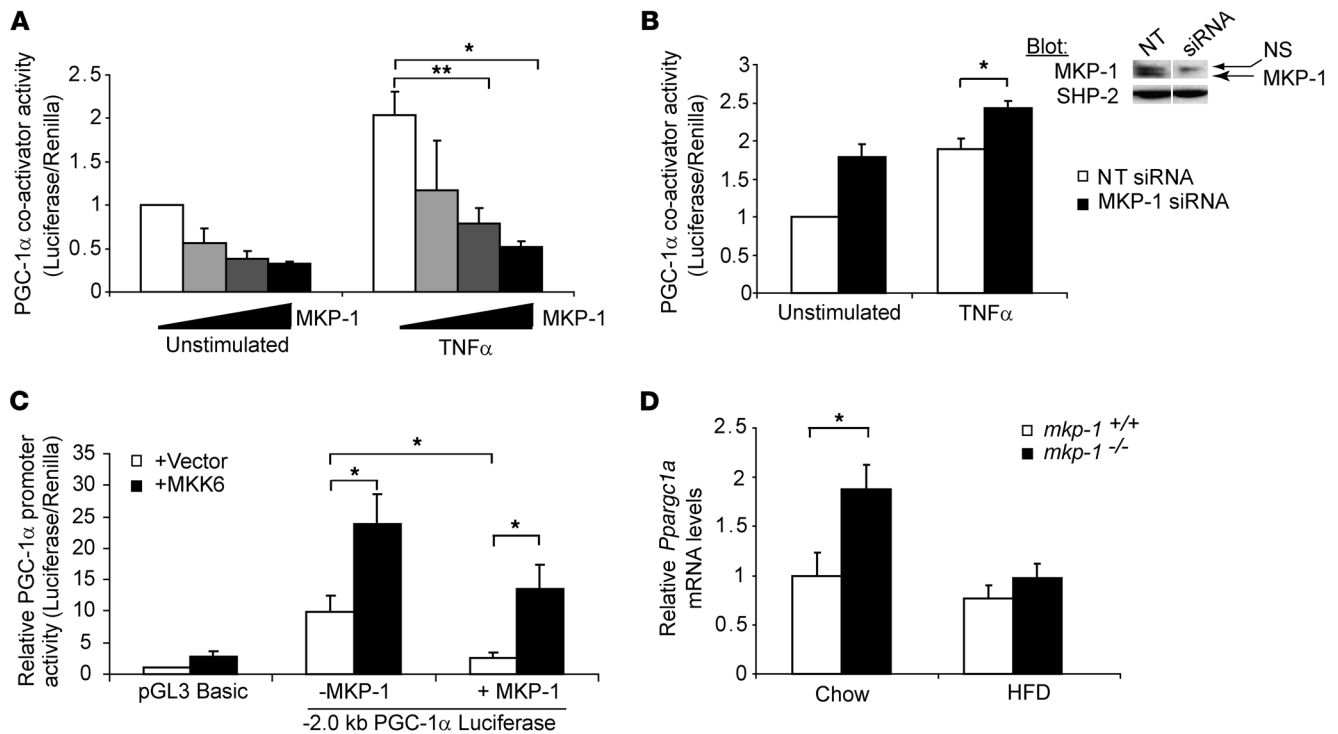 A
PGC-1α co-activator activity
(Luciferase/Renilla)
2.5
2
1.5
1
0.5
0
*
**
MKP-1
MKP-1
Unstimulated
TNFα
B
PGC-1α co-activator activity
(Luciferase/Renilla)
3
2.5
2
1.5
1
0.5
0
*
Unstimulated
TNFα
Blot:
NT
siRNA
MKP-1
SHP-2
NS
MKP-1
NT siRNA
MKP-1 siRNA
C
Relative PGC-1α promoter
activity (Luciferase/Renilla)
35
30
25
20
15
10
5
0
+Vector
+MKK6
*
*
*
pGL3 Basic
-MKP-1
+ MKP-1
-2.0 kb PGC-1α Luciferase
D
Relative Ppargc1a
mRNA levels
2.5
2
1.5
1
0.5
0
*
mkp-1 +/+
mkp-1 -/-
Chow
HFD